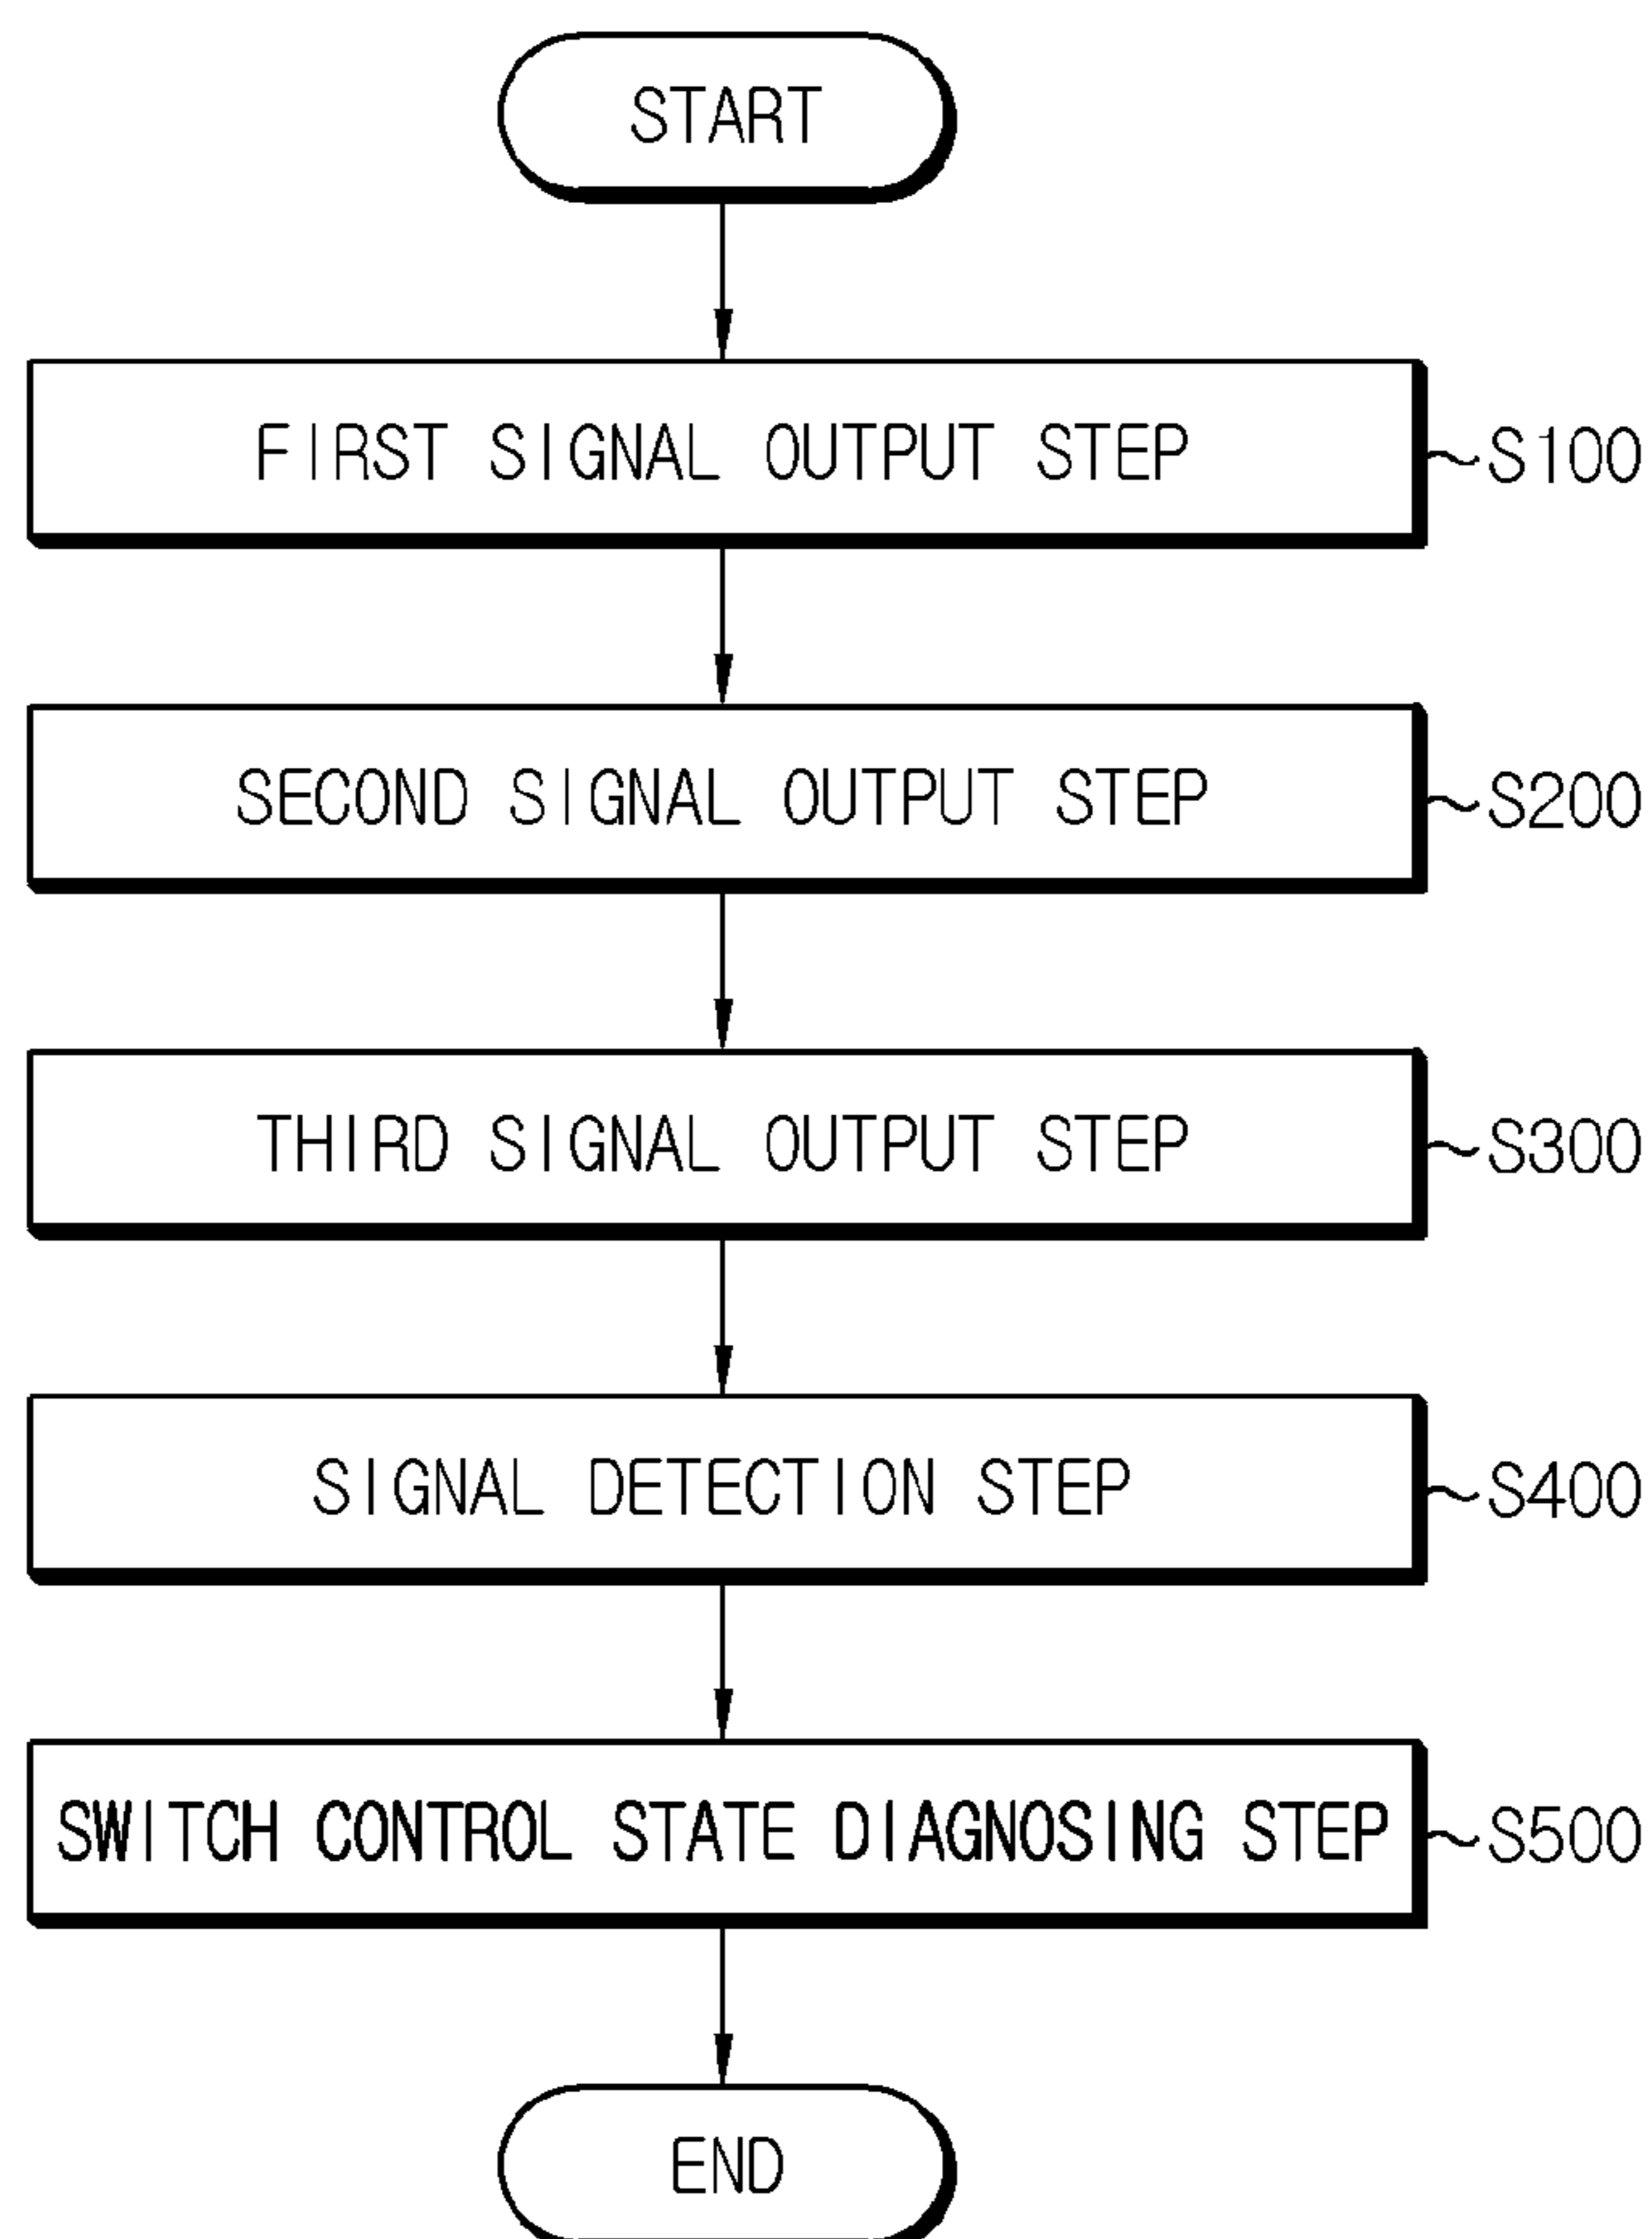 START
FIRST SIGNAL OUTPUT STEP
S100
SECOND SIGNAL OUTPUT STEP
S200
THIRD SIGNAL OUTPUT STEP
S300
SIGNAL DETECTION STEP
S400
SWITCH CONTROL STATE DIAGNOSING STEP
S500
END